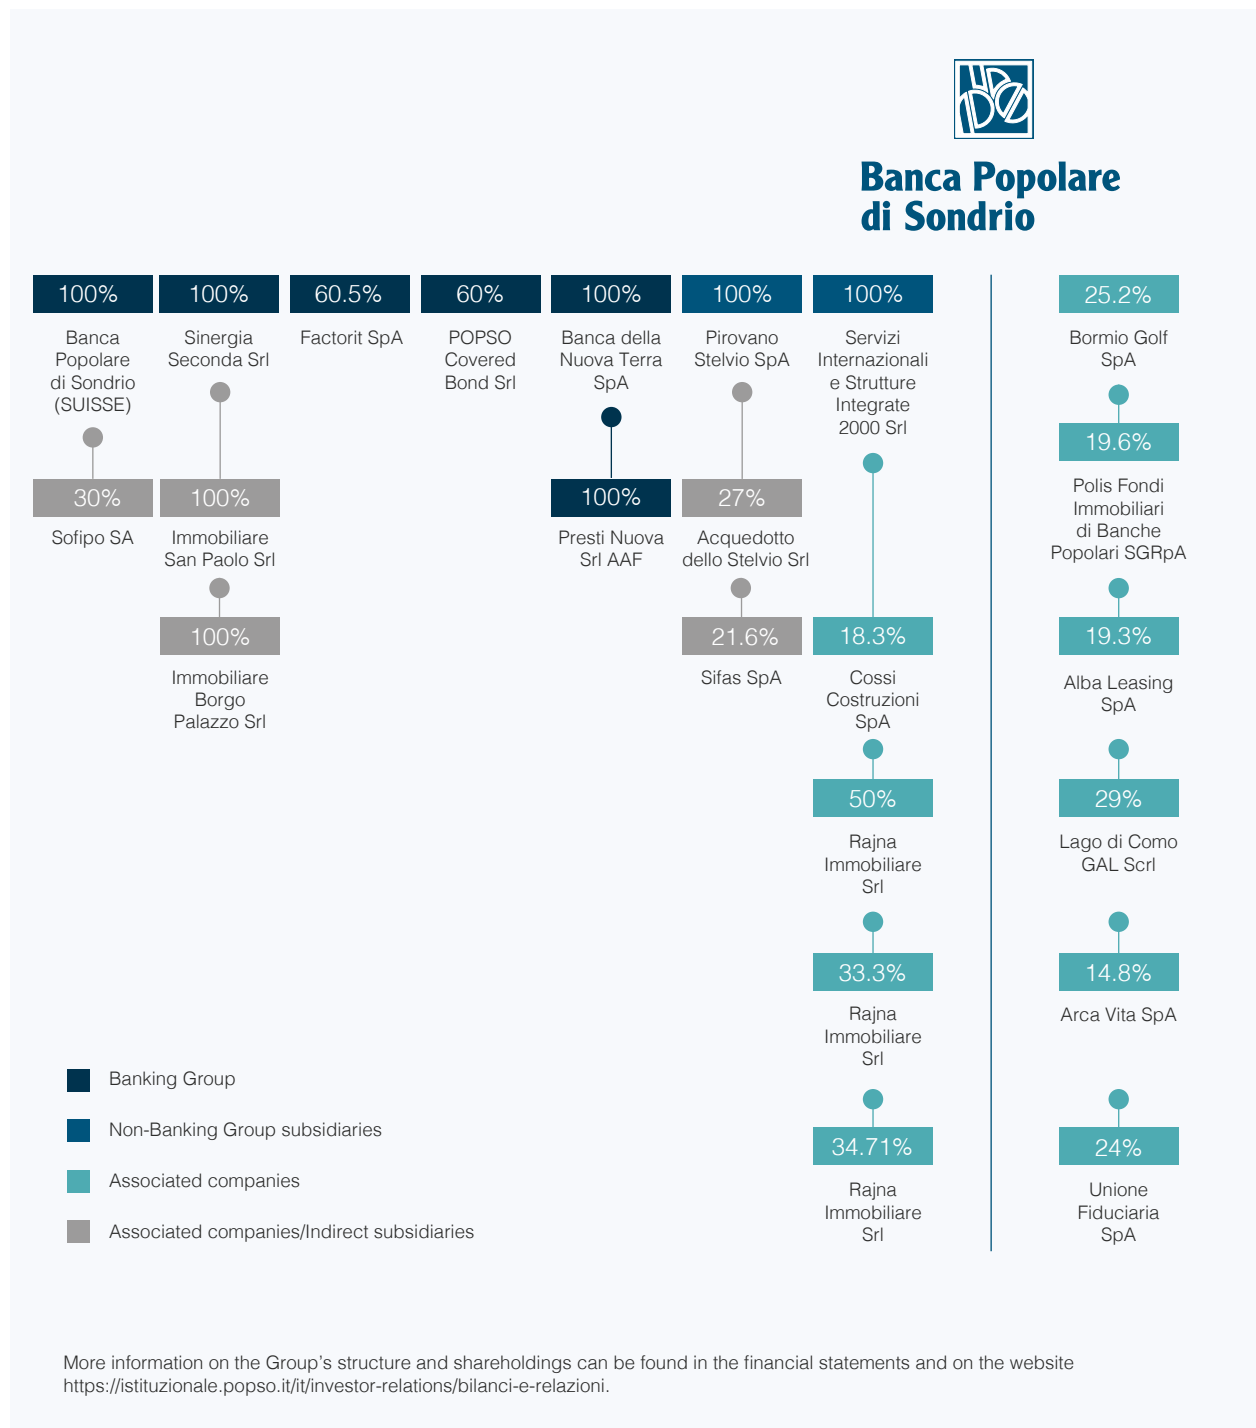 Banca Popolare
di Sondrio
100%
Banca
Popolare
di Sondrio
(SUISSE)
30%
Sofipo SA
100%
Sinergia
Seconda Srl
100%
Immobiliare
San Paolo Srl
100%
Immobiliare
Borgo
Palazzo Srl
60.5%
Factorit SpA
60%
POPSO
Covered
Bond Srl
100%
Banca della
Nuova Terra
SpA
100%
Presti Nuova
Srl AAF
100%
Pirovano
Stelvio SpA
27%
Acquedotto
dello Stelvio Srl
21.6%
Sifas SpA
100%
Servizi
Internazionali
e Strutture
Integrate
2000 Srl
18.3%
Cossi
Costruzioni
SpA
50%
Rajna
Immobiliare
Srl
33.3%
Rajna
Immobiliare
Srl
34.71%
Rajna
Immobiliare
Srl
25.2%
Bormio Golf
SpA
19.6%
Polis Fondi
Immobiliari
di Banche
Popolari SGRpA
19.3%
Alba Leasing
SpA
29%
Lago di Como
GAL Scrl
14.8%
Arca Vita SpA
24%
Unione
Fiduciaria
SpA
Banking Group
Non-Banking Group subsidiaries
Associated companies
Associated companies/Indirect subsidiaries
More information on the Group's structure and shareholdings can be found in the financial statements and on the website
https://istituzionale.popso.it/it/investor-relations/bilanci-e-relazioni.